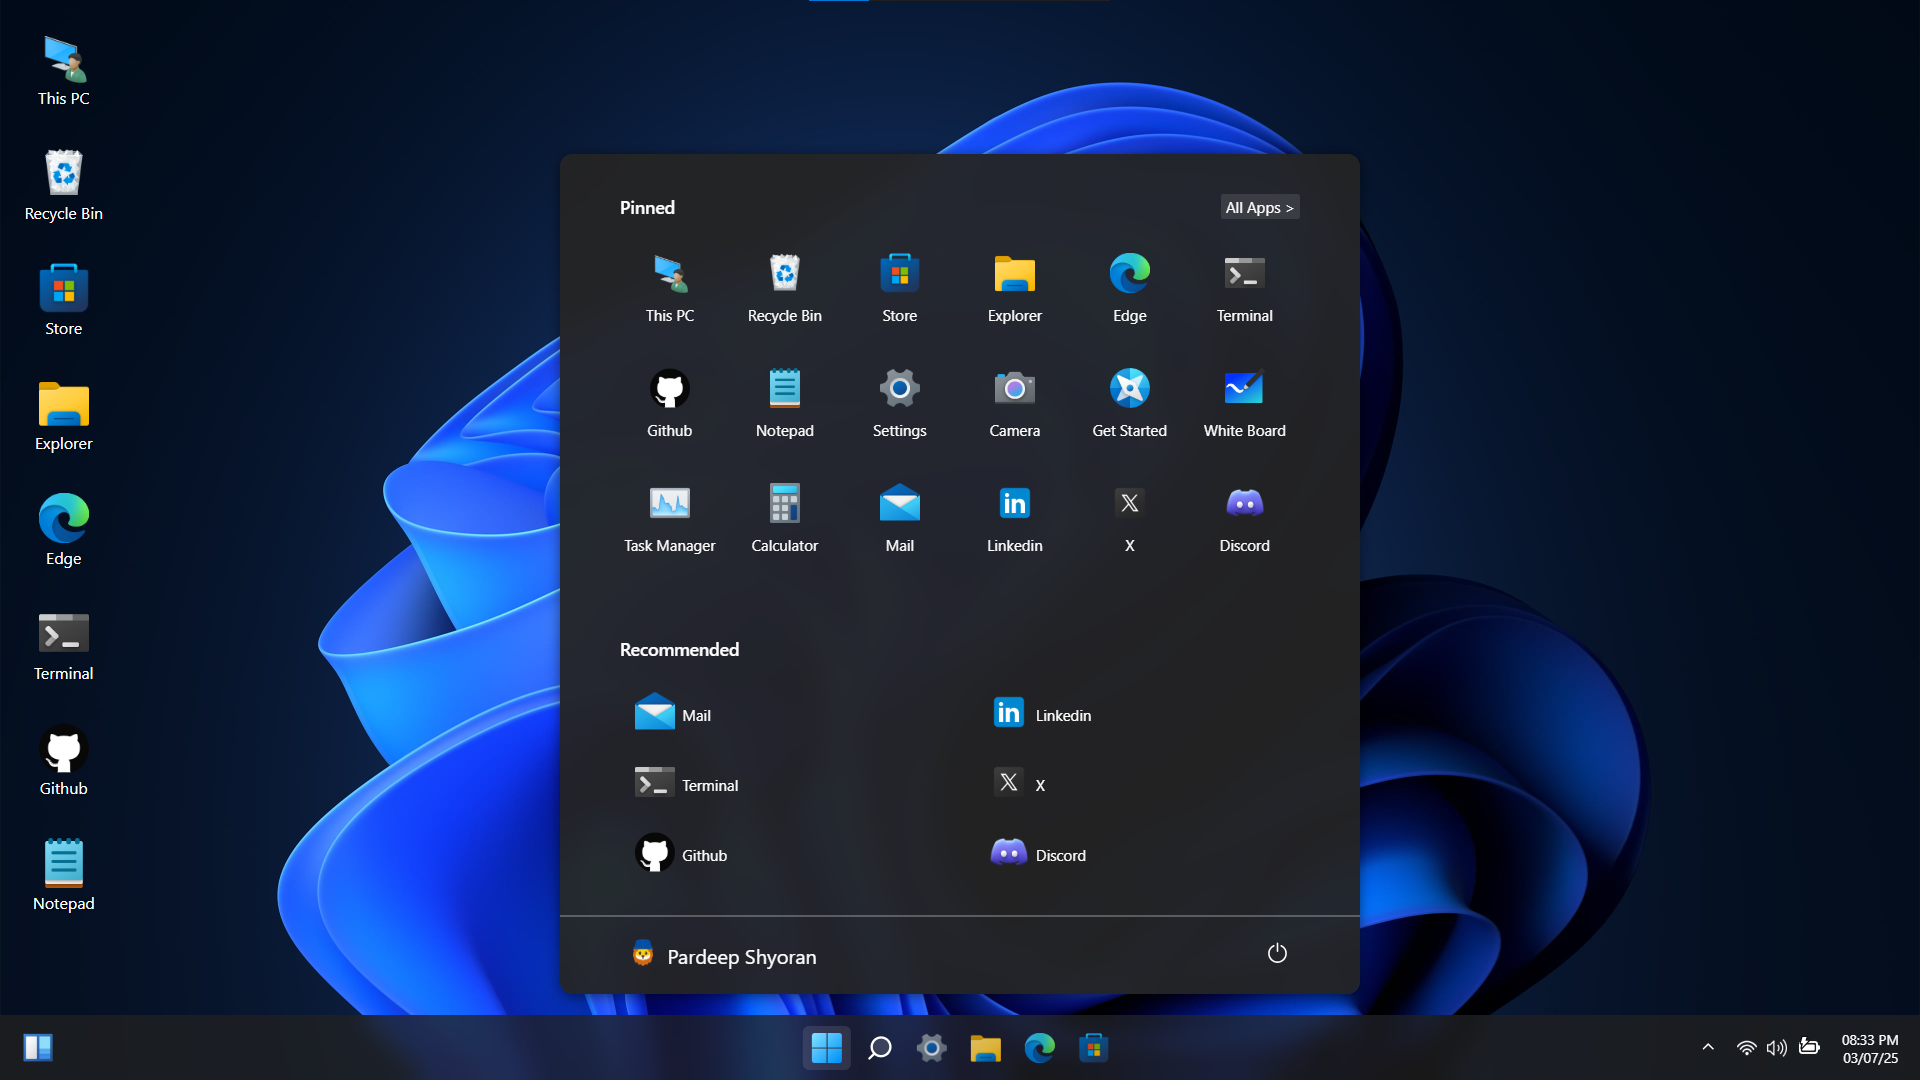 This PC
Recycle Bin
Store
Explorer
Edge
Terminal
Github
Notepad
Pinned
All Apps >
This PC
Recycle Bin
Store
Explorer
Edge
Terminal
Github
Notepad
Settings
Camera
Get Started
White Board
Task Manager
Calculator
Mail
Linkedin
X
Discord
Recommended
Mail
Linkedin
Terminal
X
Github
Discord
Pardeep Shyoran
08:33 PM
03/07/25